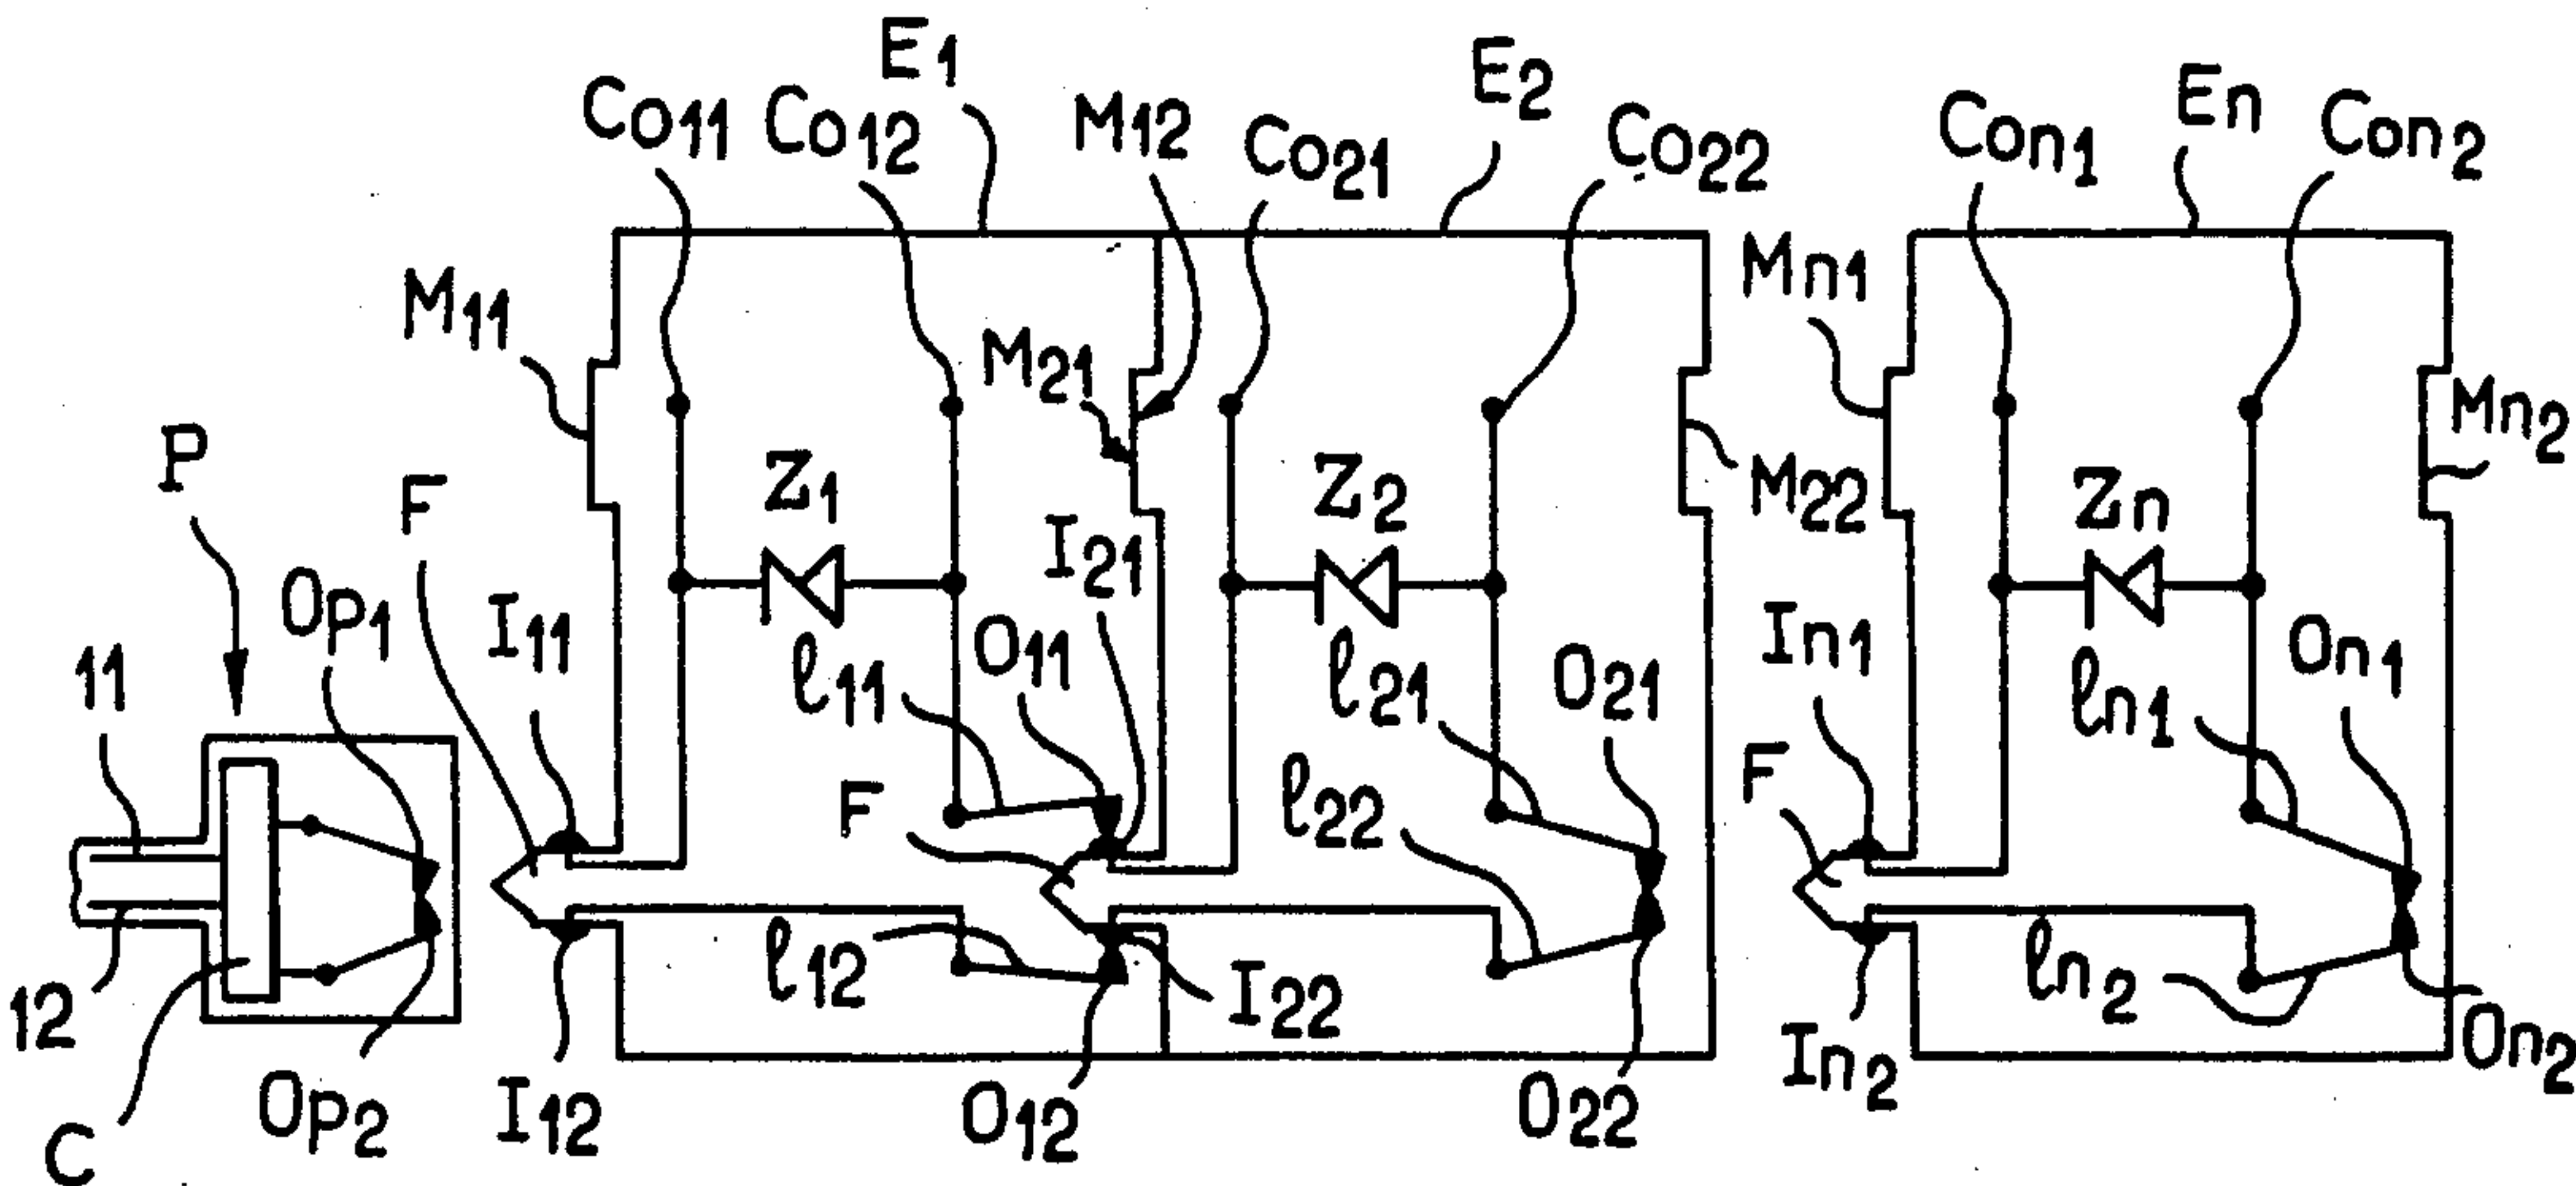 E1
E2
En
Co11
Co12
M12
Co21
Co22
Con1
Con2
M11
M21
Mn1
Mn2
P
F
Z1
Z2
M22
Zn
Op1
I11
I21
In1
On1
11
l11
O11
l21
O21
ln1
F
l22
F
12
l12
I22
ln2
C
Op2
I12
O12
O22
In2
On2